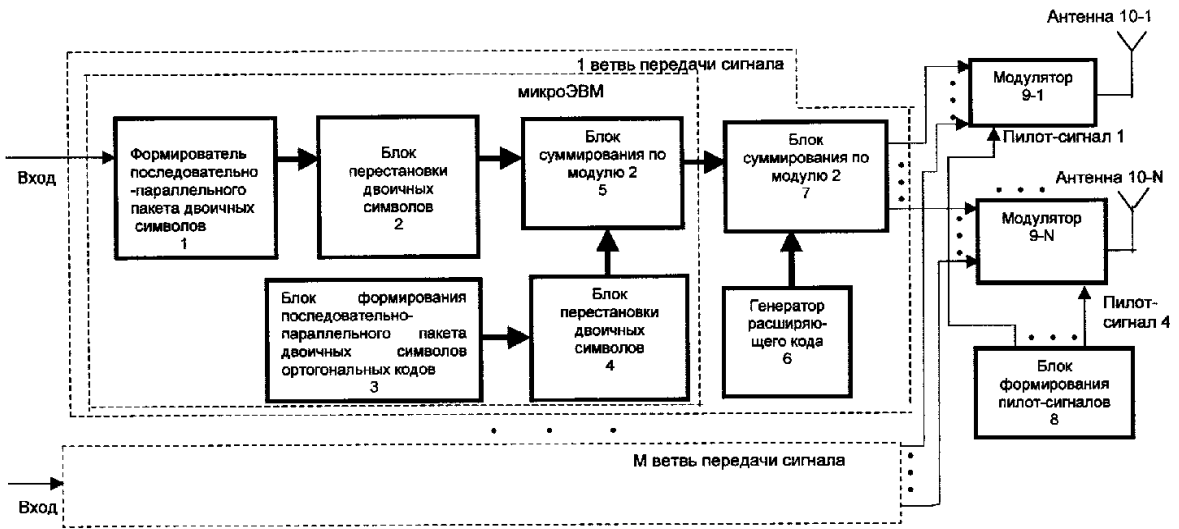 Антенна 10-1
1 ветвь передачи сигнала
микроЭВМ
Модулятор
9-1
Пилот-сигнал 1
Вход
Формирователь
последовательно
-параллельного
пакета двоичных
символов
1
Блок
перестановки
двоичных
символов
2
Блок
суммирования по
модулю 2
5
Блок
суммирования по
модулю 2
7
Антенна 10-N
Модулятор
9-N
Блок формирования
последовательно-
параллельного пакета
двоичных символов
ортогональных кодов
3
Блок
перестановки
двоичных
символов
4
Генератор
расширяю-
щего кода
6
Пилот-
сигнал 4
Блок
формирования
пилот-сигналов
8
М ветвь передачи сигнала
Вход